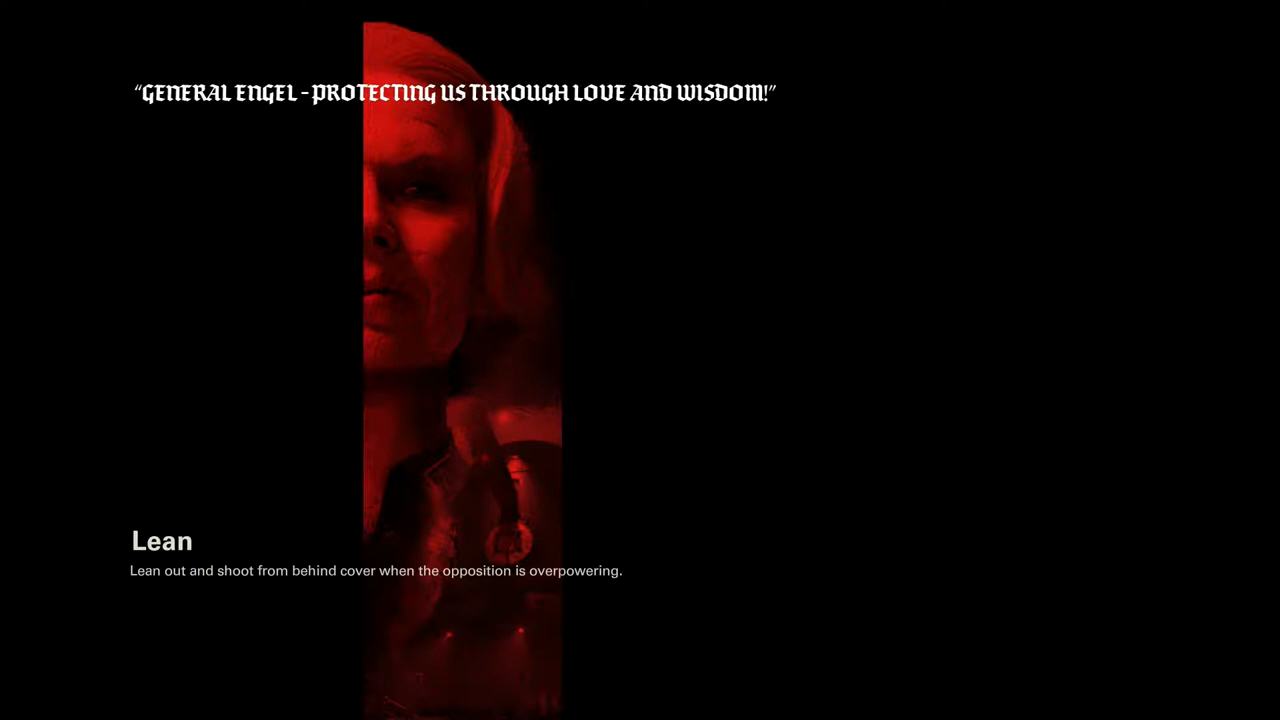 “GENERAL ENGEL - PROTECTING US THROUGH LOVE AND WISDOM!”
Lean
Lean out and shoot from behind cover when the opposition is overpowering.